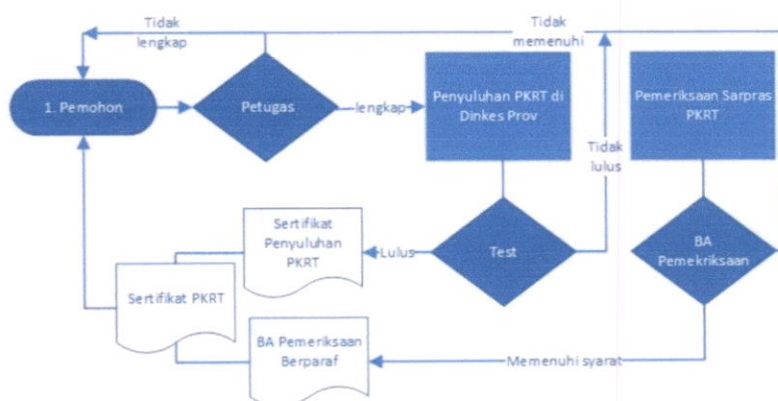 Tidak
lengkap
Tidak
memenuhi
1. Pemohon
Petugas
lengkap
Penyuluhan PKRT di
Dinkes Prov
Pemeriksaan Sarpras
PKRT
Tidak
lulus
Sertifikat
Penyuluhan
PKRT
Lulus
Test
BA
Pemekriksaan
Sertifikat PKRT
BA Pemeriksaan
Berparaf
Memenuhi syarat